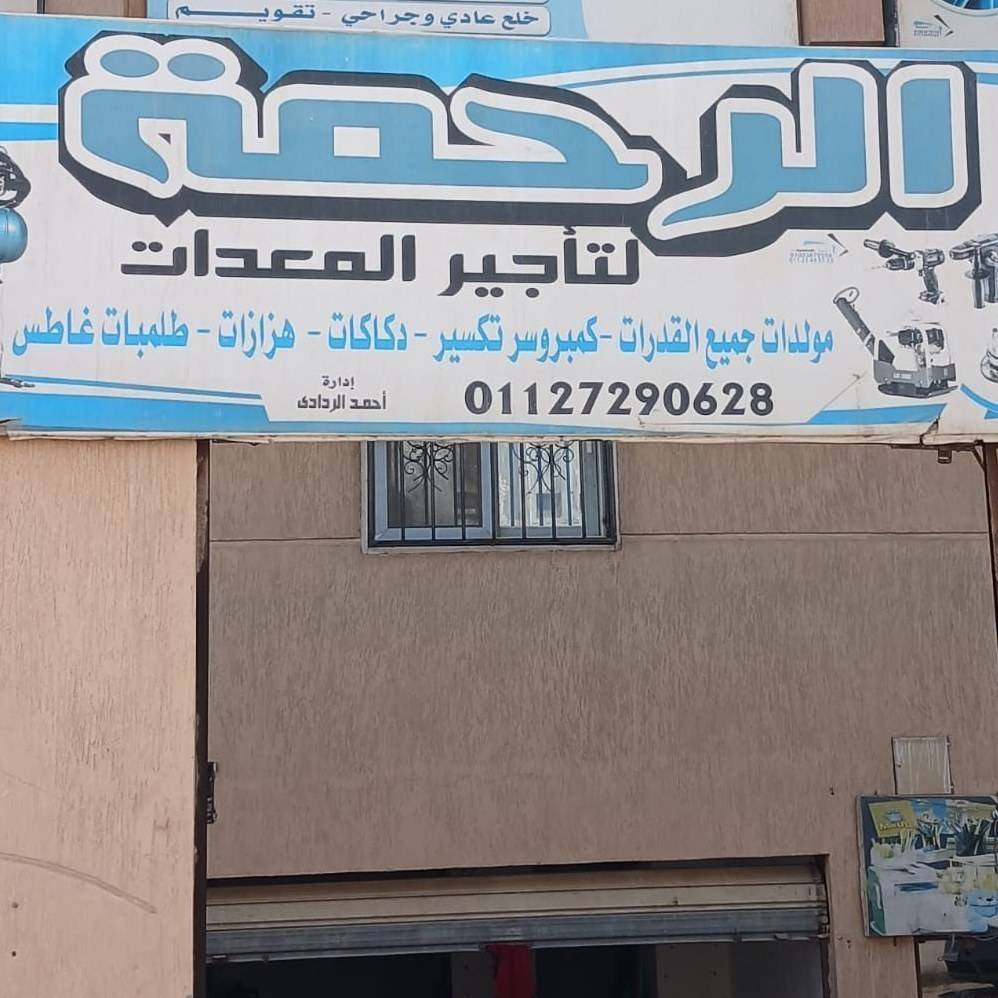 خلع عادي وجراحي - تقويم
الرحمة
لتأجير المعدات
مولدات جميع القدرات - كمبروسر تكسير - دكاكات - هزازات - طلمبات غاطس
إدارة
أحمد الردادى
01127290628